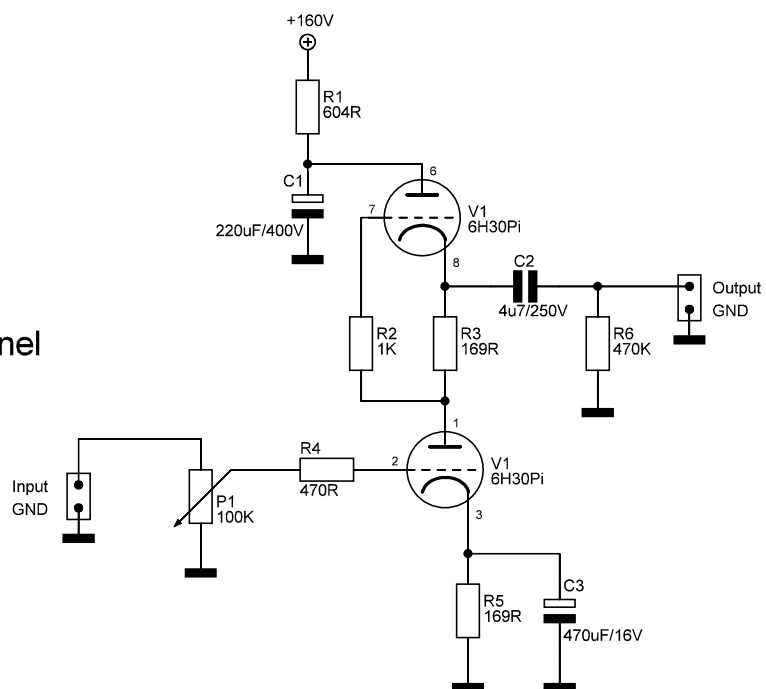 +160V
R1
604R
C1
220uF/400V
6
7
V1
6H30Pi
8
C2
4u7/250V
Output
GND
R2
1K
R3
169R
R6
470K
nel
1
R4
470R
2
V1
6H30Pi
Input
GND
P1
100K
3
R5
169R
C3
470uF/16V